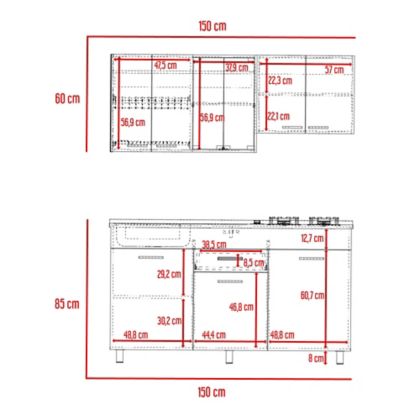 150 cm
47,5 cm
37,9 cm
57 cm
22,3 cm
60 cm
22,1 cm
56,9 cm
56,9 cm
12,7 cm
38,5 cm
8,5 cm
29,2 cm
46,8 cm
60,7 cm
85 cm
30,2 cm
48,8 cm
44,4 cm
48,8 cm
8 cm
150 cm